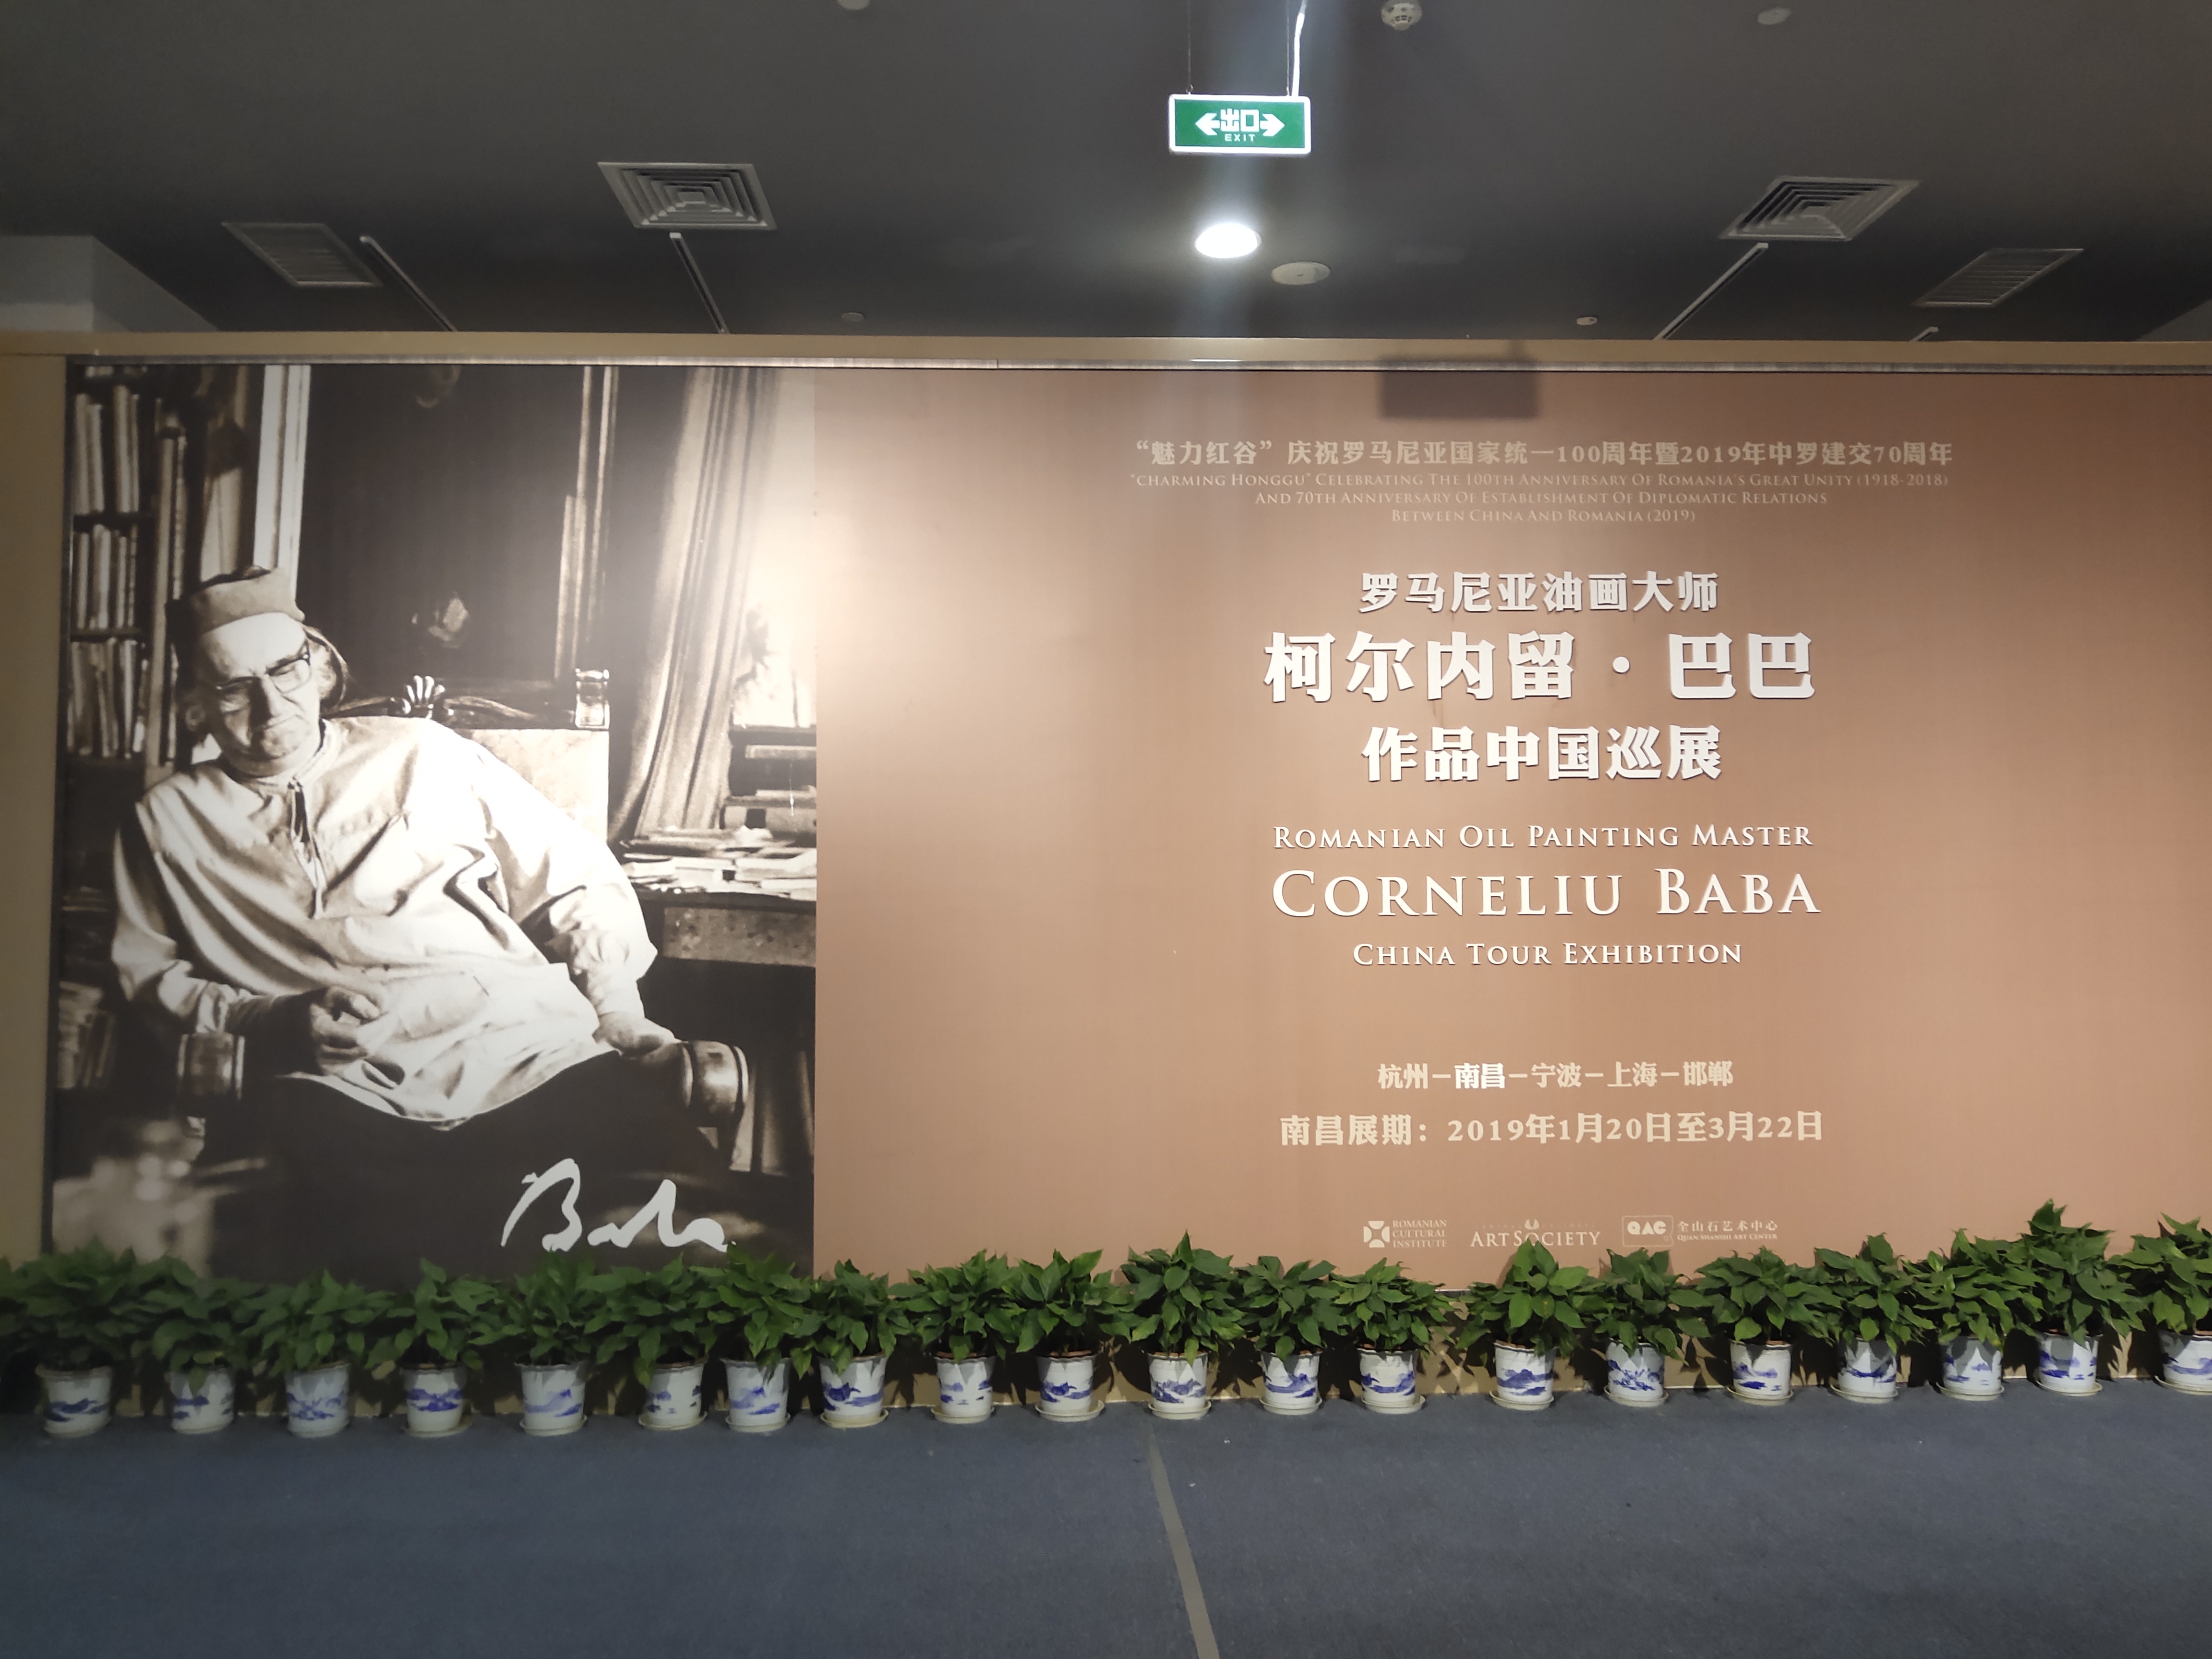 出口
EXIT
“魅力红谷”庆祝罗马尼亚国家统一100周年暨2019年中罗建交70周年
"CHARMING HONGGU" CELEBRATING THE 100TH ANNIVERSARY OF ROMANIA'S GREAT UNITY (1918-2018)
AND 70TH ANNIVERSARY OF ESTABLISHMENT OF DIPLOMATIC RELATIONS
BETWEEN CHINA AND ROMANIA (2019)
罗马尼亚油画大师
柯尔内留·巴巴
作品中国巡展
ROMANIAN OIL PAINTING MASTER
CORNELIU BABA
CHINA TOUR EXHIBITION
杭州－南昌－宁波－上海－邯郸
南昌展期：2019年1月20日至3月22日
Baba
ROMANIAN
CULTURAL
INSTITUTE
ARTSOCIETY
QAC
全山石艺术中心
QUAN SHANSHI ART CENTER